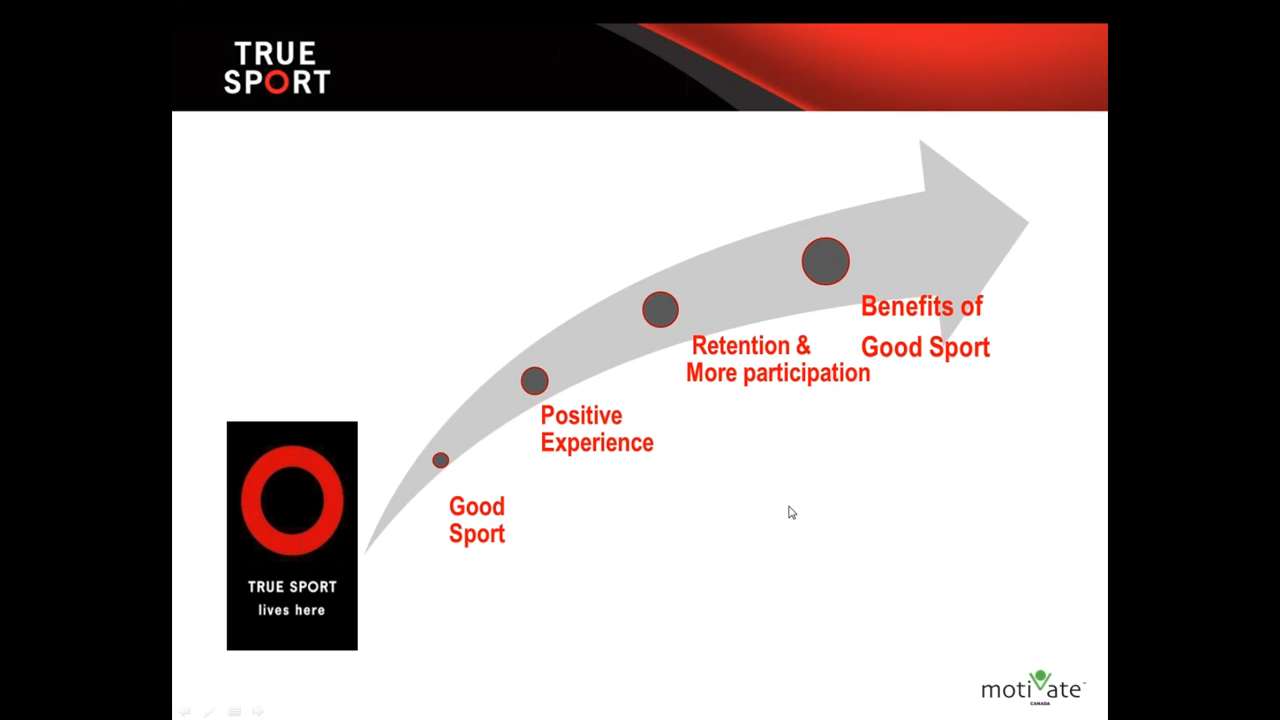 TRUE
SPORT
Benefits of
Good Sport
Retention &
More participation
Positive
Experience
Good
Sport
TRUE SPORT
lives here
motivate
CANADA